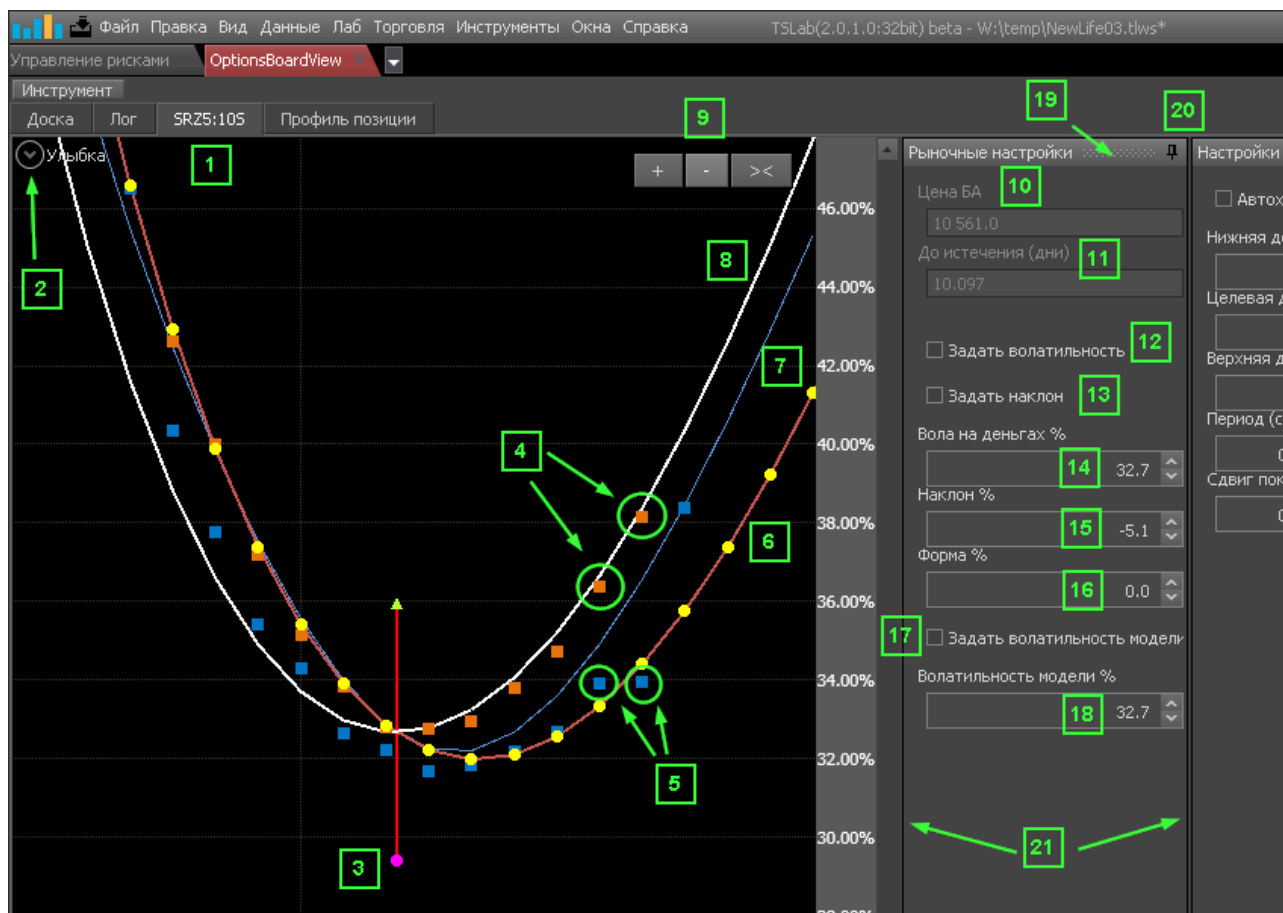 Файл Правка Вид Данные Лаб Торговля Инструменты Окна Справка TSLab(2.0.1.0:32bit) beta - W:\temp\NewLife03.tlws*
Управление рисками OptionsBoardView
Инструмент
Доска Лог SRZ5:105 Профиль позиции
9
19
20
Улыбка
1
+ - ><
Рыночные настройки
Настройки
Цена БА
10
Автох
10 561.0
46.00%
До истечения (дни)
11
Нижняя де
8
2
10.097
44.00%
Целевая д
Задать волатильность
12
Верхняя д
7
42.00%
Задать наклон
13
Период (с
Вола на деньгах %
4
40.00%
14
32.7
0
Наклон %
Сдвиг пок
38.00%
6
15
-5.1
0
Форма %
36.00%
16
0.0
17
Задать волатильность модели
34.00%
Волатильность модели %
18
32.7
32.00%
5
30.00%
21
3